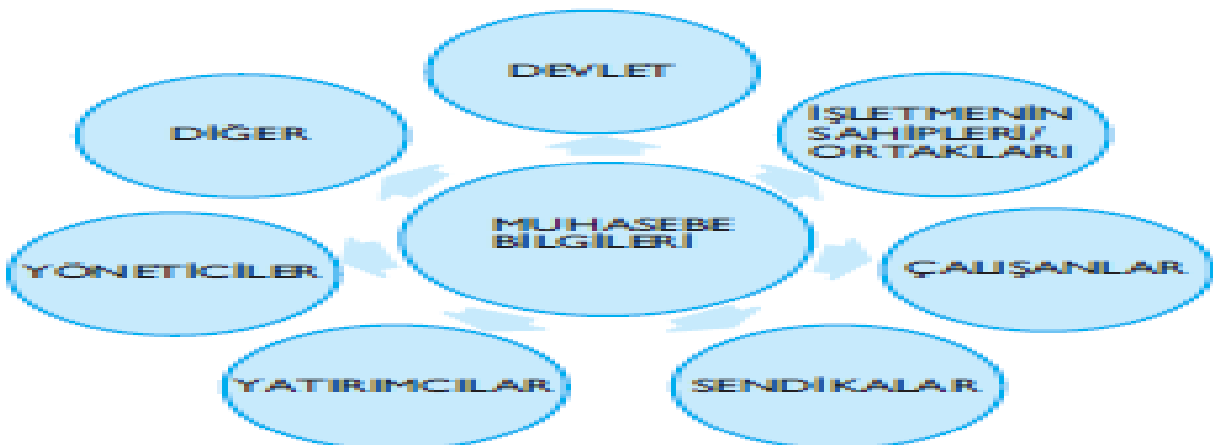 DEVLET
DİĞER
İŞLETMENİN
SAHİPLERİ/
ORTAKLARI
MUHASEBE
BİLGİLERİ
YÖNETİCİLER
ÇALIŞANLAR
YATIRIMCILAR
SENDİKALAR